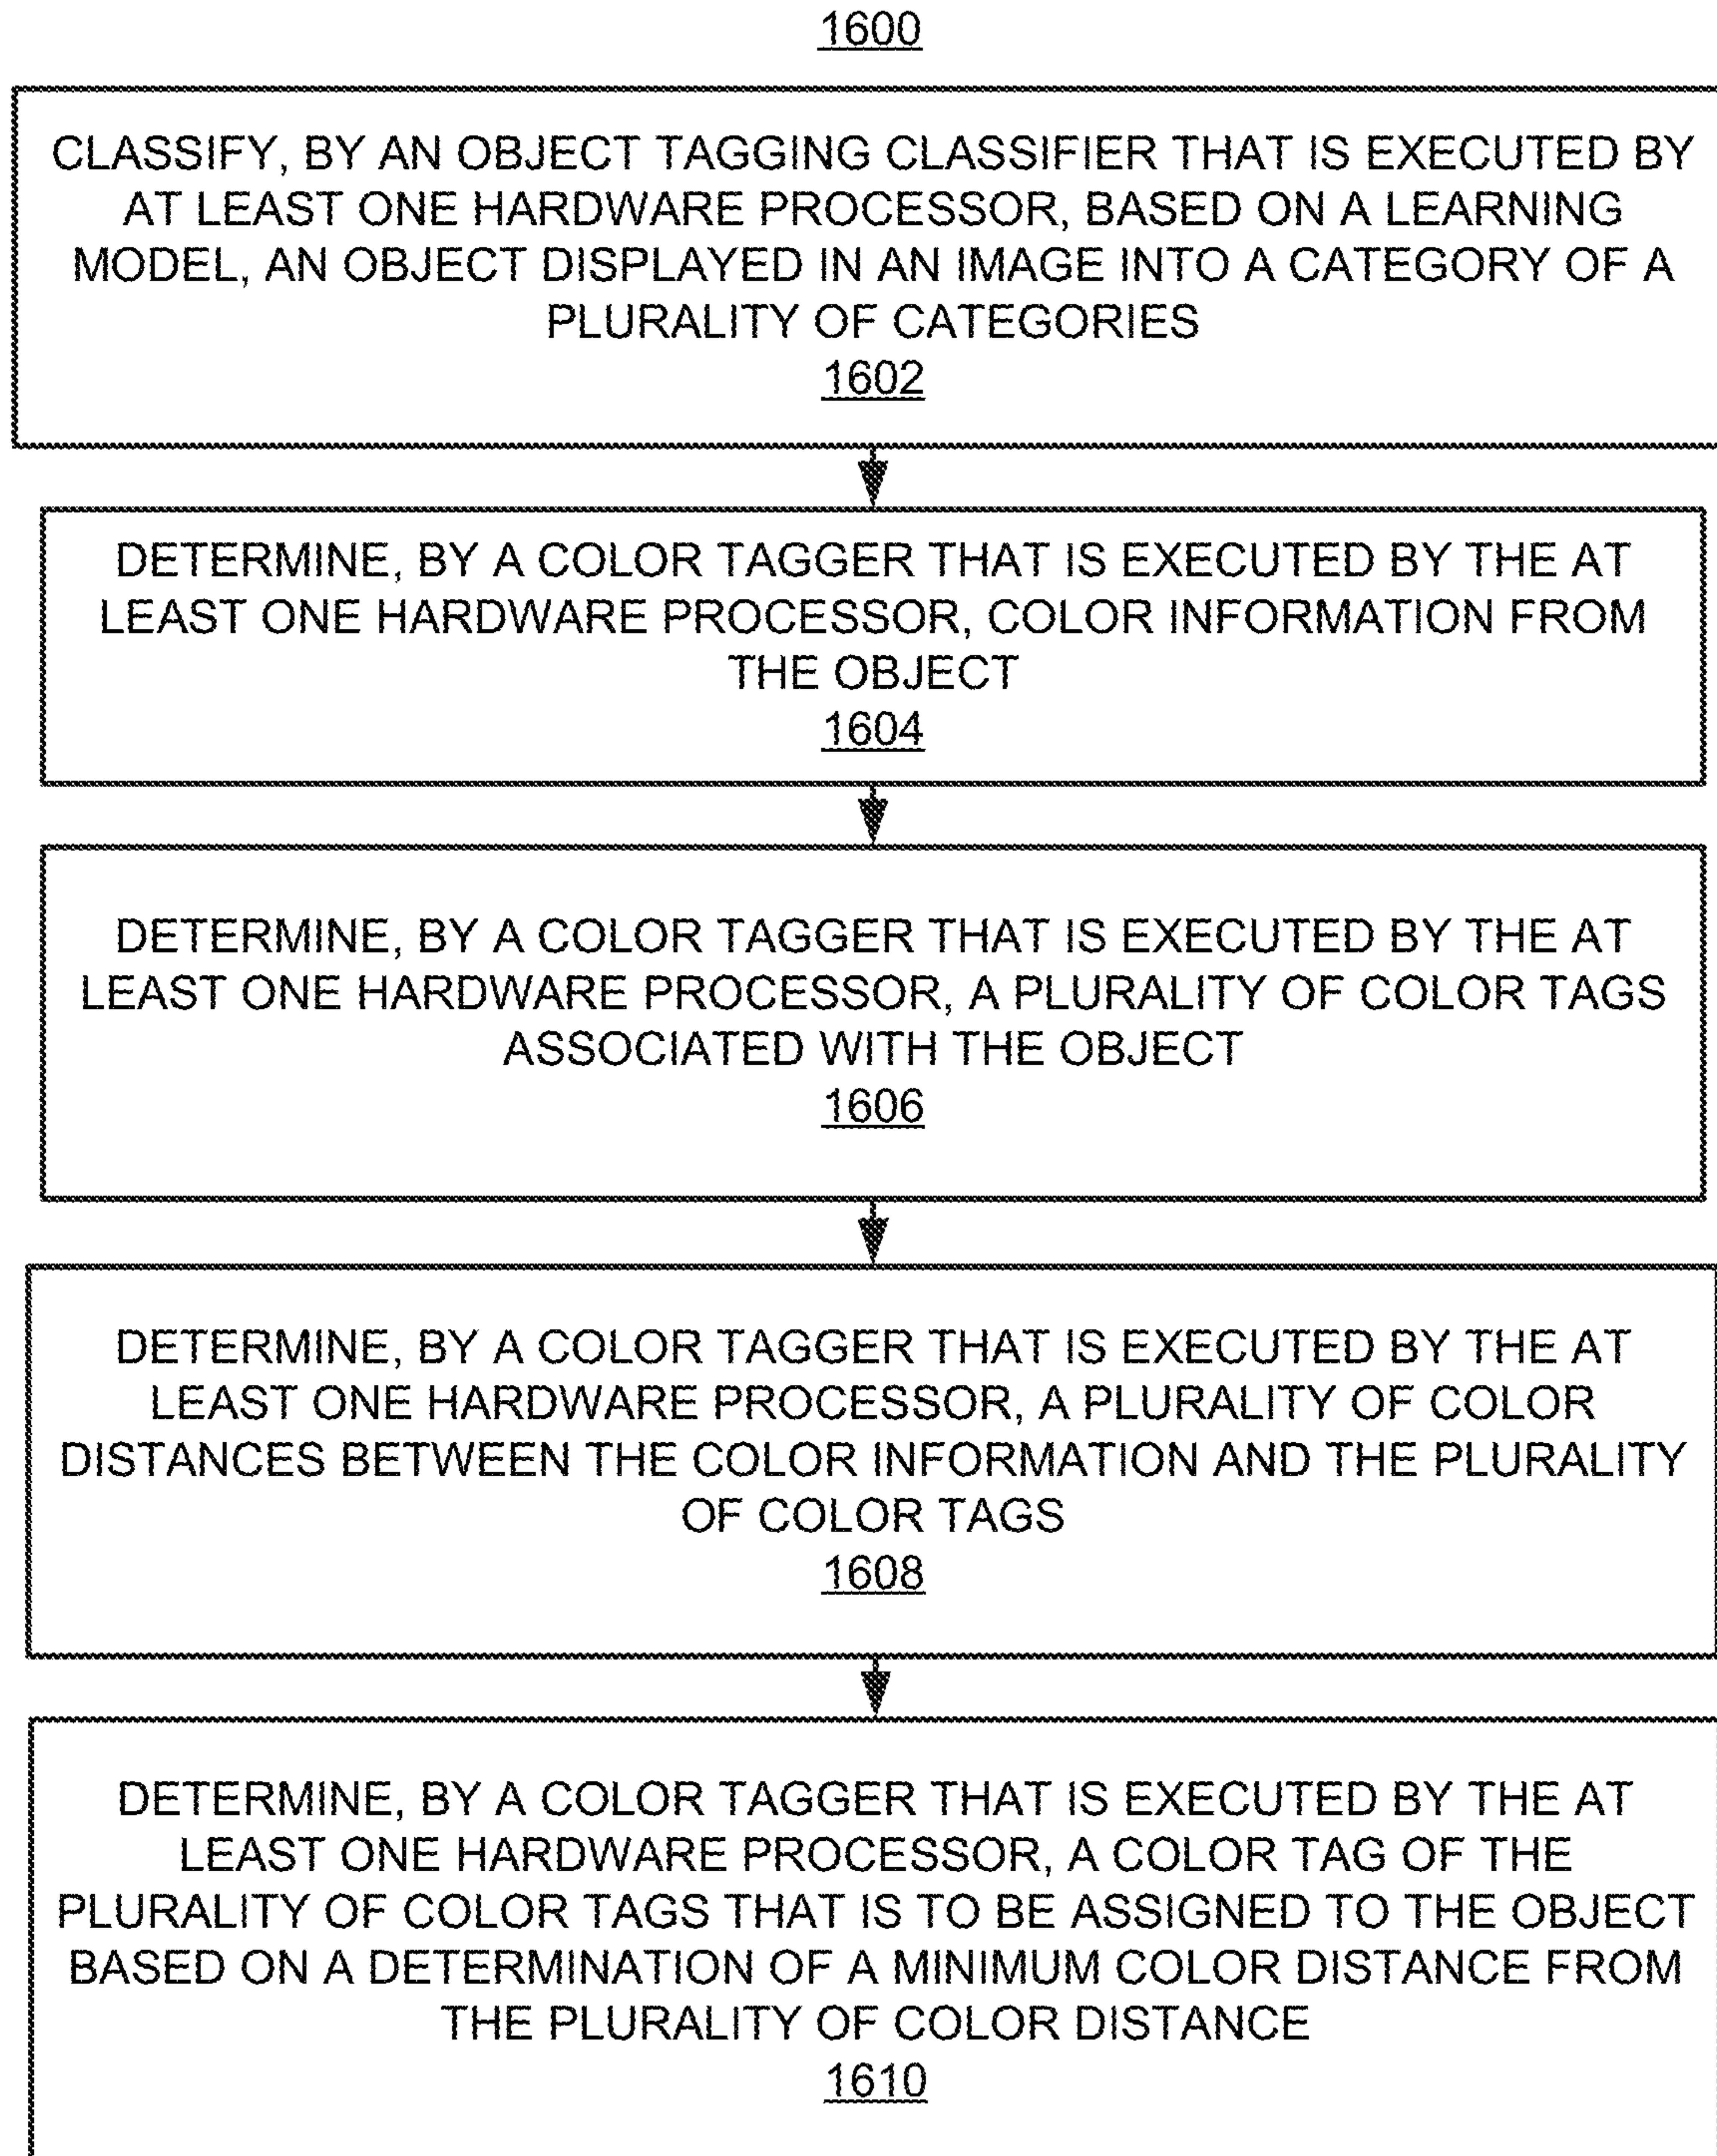 1600
CLASSIFY, BY AN OBJECT TAGGING CLASSIFIER THAT IS EXECUTED BY
AT LEAST ONE HARDWARE PROCESSOR, BASED ON A LEARNING
MODEL, AN OBJECT DISPLAYED IN AN IMAGE INTO A CATEGORY OF A
PLURALITY OF CATEGORIES
1602
DETERMINE, BY A COLOR TAGGER THAT IS EXECUTED BY THE AT
LEAST ONE HARDWARE PROCESSOR, COLOR INFORMATION FROM
THE OBJECT
1604
DETERMINE, BY A COLOR TAGGER THAT IS EXECUTED BY THE AT
LEAST ONE HARDWARE PROCESSOR, A PLURALITY OF COLOR TAGS
ASSOCIATED WITH THE OBJECT
1606
DETERMINE, BY A COLOR TAGGER THAT IS EXECUTED BY THE AT
LEAST ONE HARDWARE PROCESSOR, A PLURALITY OF COLOR
DISTANCES BETWEEN THE COLOR INFORMATION AND THE PLURALITY
OF COLOR TAGS
1608
DETERMINE, BY A COLOR TAGGER THAT IS EXECUTED BY THE AT
LEAST ONE HARDWARE PROCESSOR, A COLOR TAG OF THE
PLURALITY OF COLOR TAGS THAT IS TO BE ASSIGNED TO THE OBJECT
BASED ON A DETERMINATION OF A MINIMUM COLOR DISTANCE FROM
THE PLURALITY OF COLOR DISTANCE
1610